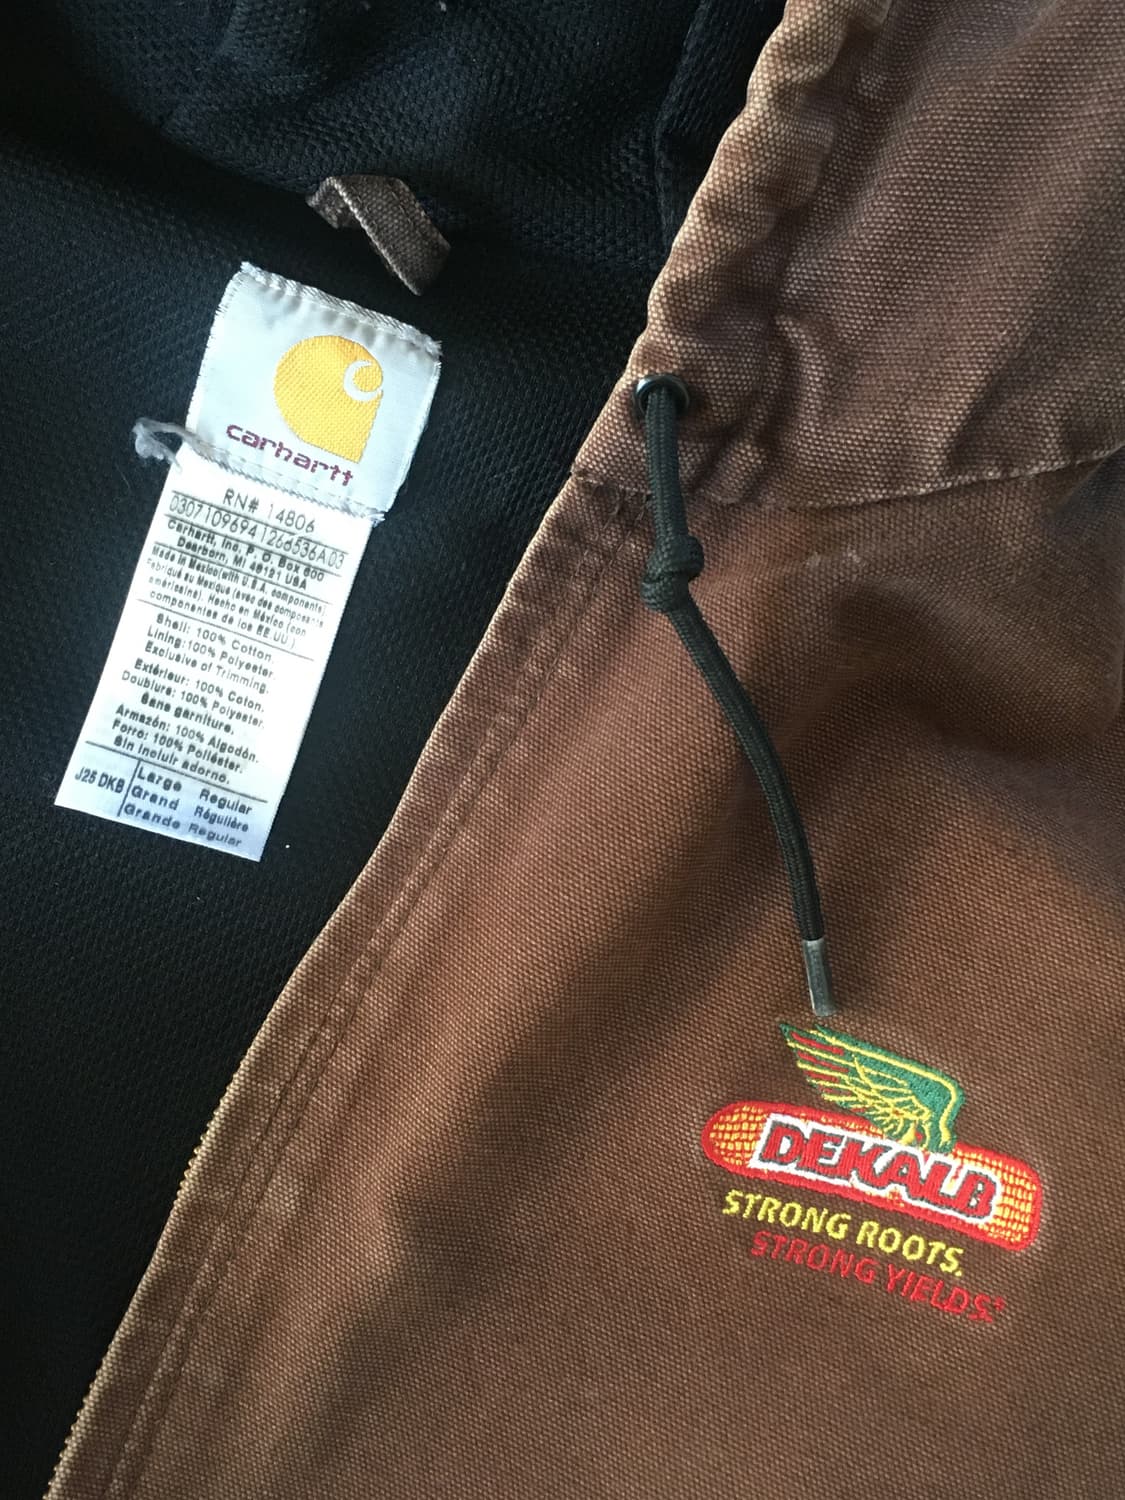 carhartt
RN# 14806
0307109694126d536A03
Carhartt, Inc, P. O. Box 600
Dearborn, MI 48121 USA
Made in Mexico(with U.S.A. components)
Fabriqué au Mexique (avec des composants
américains). Hecho en México (con
componentes de los EE UU ).
Shell: 100% Cotton.
Lining:100% Polyester.
Exclusive of Trimming.
Extérieur: 100% Coton.
Doublure: 100% Polyester.
Sans garniture.
Armazón: 100% Algodón.
Forro: 100% Poliéster.
Sin incluir adorno.
J25 DKB
Large Regular
Grand Régulière
Grande Regular
DEKALB
STRONG ROOTS.
STRONG YIELDS.